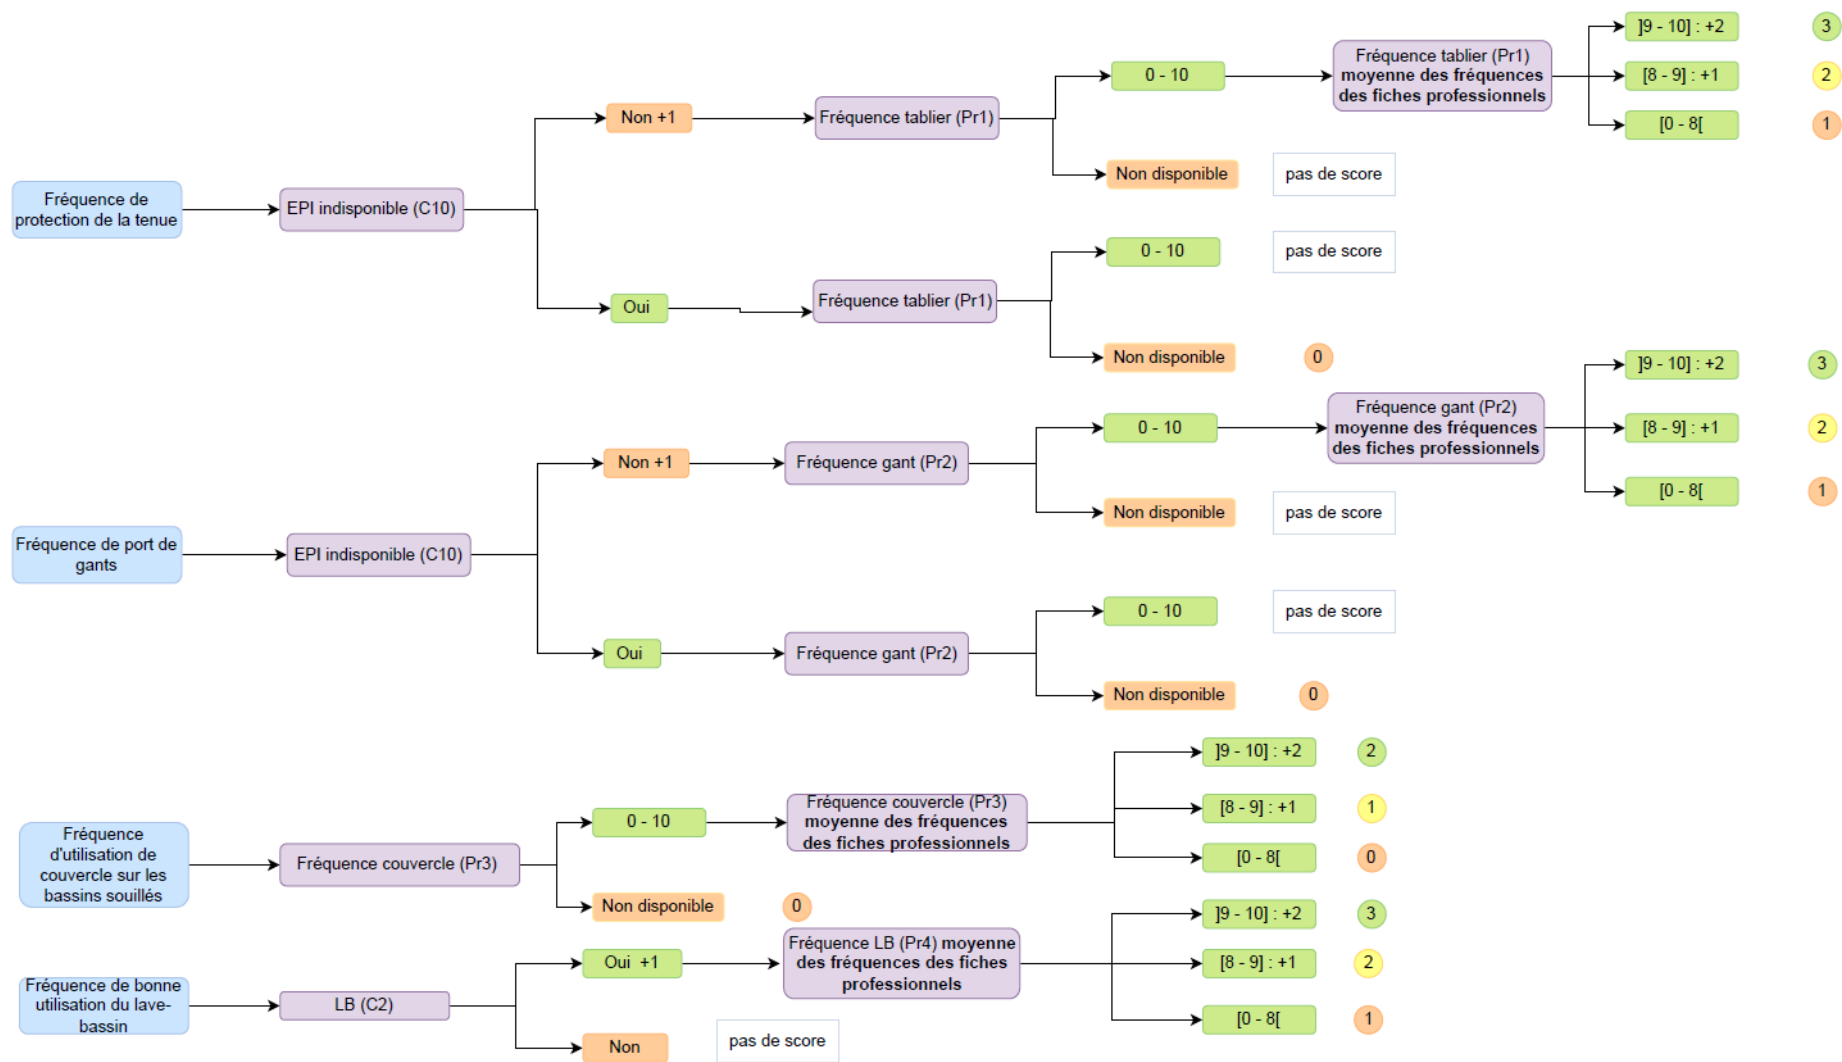 Fréquence de
protection de la tenue
EPI indisponible (C10)
Non +1
Fréquence tablier (Pr1)
0 - 10
Fréquence tablier (Pr1)
moyenne des fréquences
des fiches professionnels
]9 - 10] : +2
3
[8 - 9] : +1
2
[0 - 8[
1
Non disponible
pas de score
Oui
Fréquence tablier (Pr1)
0 - 10
pas de score
Non disponible
0
Fréquence de port de
gants
EPI indisponible (C10)
Non +1
Fréquence gant (Pr2)
0 - 10
Fréquence gant (Pr2)
moyenne des fréquences
des fiches professionnels
]9 - 10] : +2
3
[8 - 9] : +1
2
[0 - 8[
1
Non disponible
pas de score
Oui
Fréquence gant (Pr2)
0 - 10
pas de score
Non disponible
0
Fréquence
d'utilisation de
couvercle sur les
bassins souillés
Fréquence couvercle (Pr3)
0 - 10
Fréquence couvercle (Pr3)
moyenne des fréquences
des fiches professionnels
]9 - 10] : +2
2
[8 - 9] : +1
1
[0 - 8[
0
Non disponible
0
Fréquence de bonne
utilisation du lave-
bassin
LB (C2)
Oui +1
Fréquence LB (Pr4) moyenne
des fréquences des fiches
professionnels
]9 - 10] : +2
3
[8 - 9] : +1
2
[0 - 8[
1
Non
pas de score